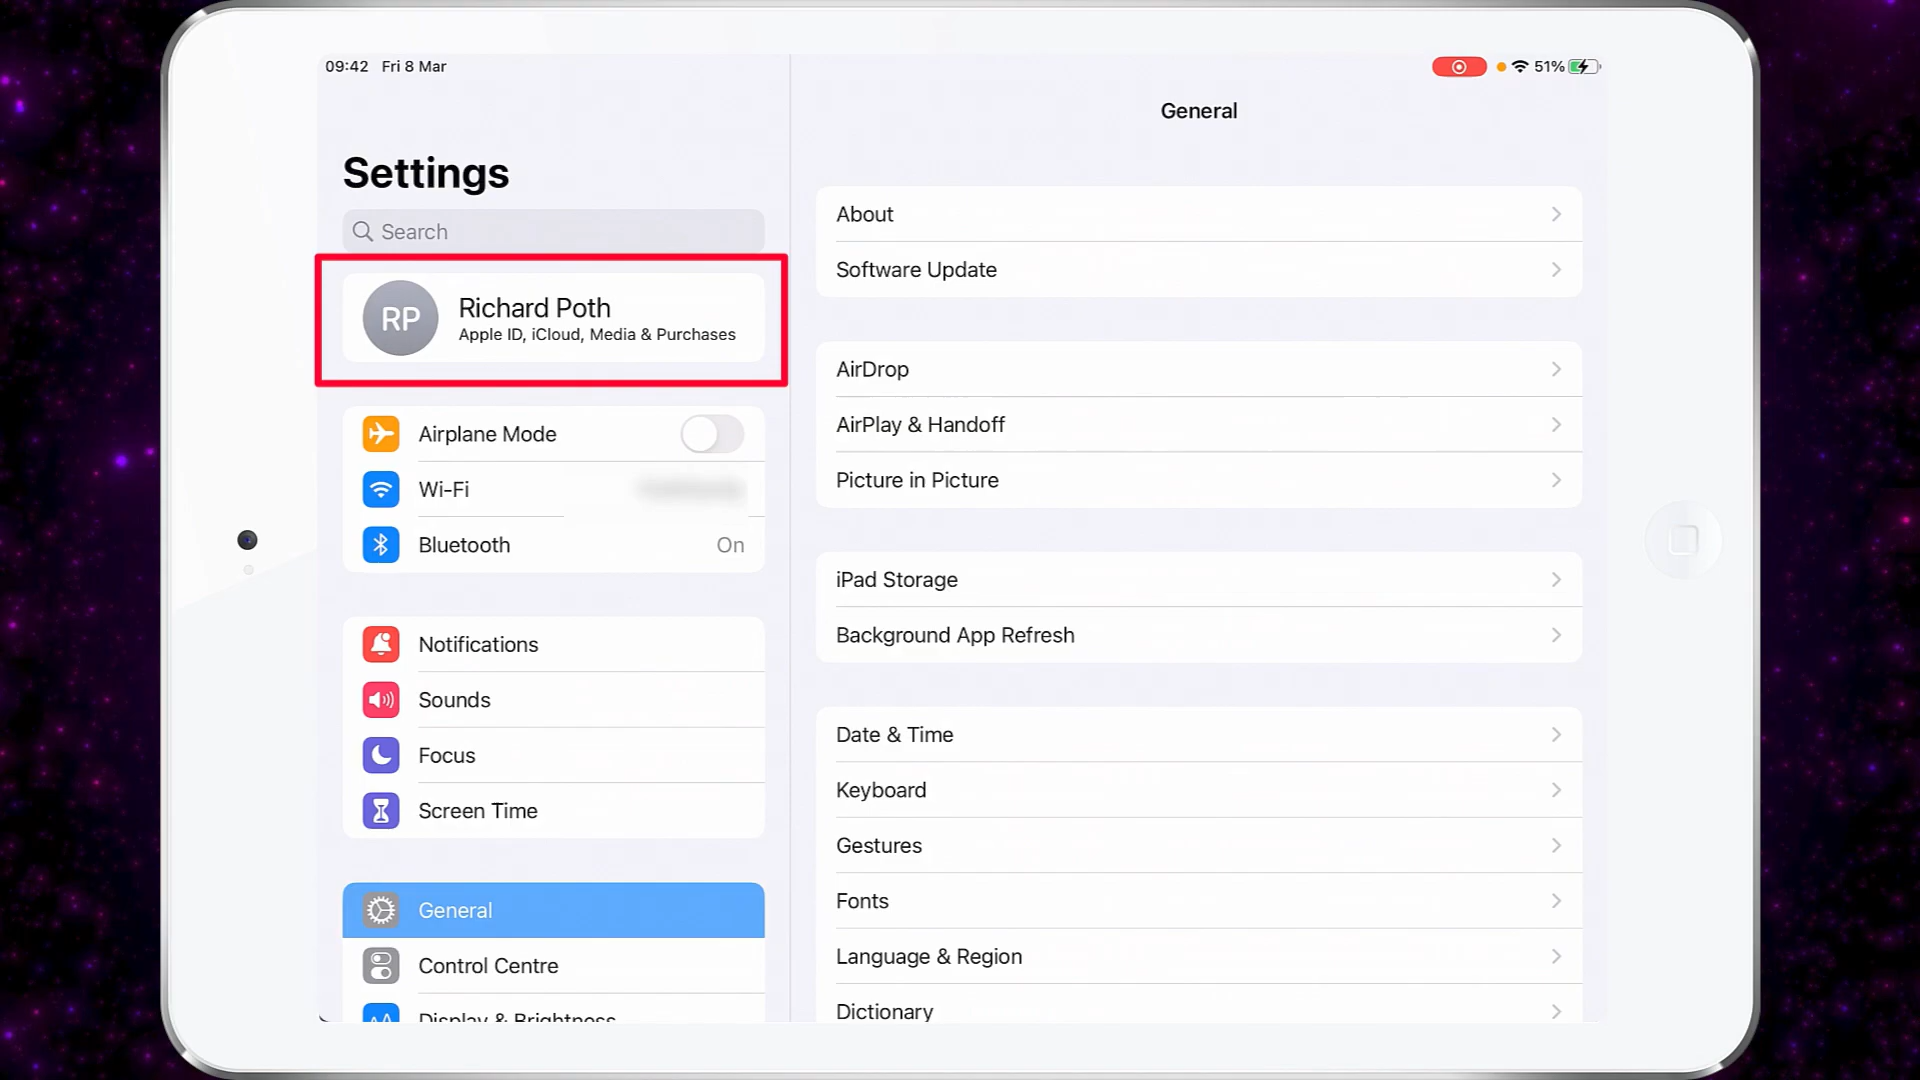 09:42 Fri 8 Mar
51%
Settings
Search
RP
Richard Poth
Apple ID, iCloud, Media & Purchases
Airplane Mode
Wi-Fi
Bluetooth On
Notifications
Sounds
Focus
Screen Time
General
Control Centre
Display & Brightness
General
About
Software Update
AirDrop
AirPlay & Handoff
Picture in Picture
iPad Storage
Background App Refresh
Date & Time
Keyboard
Gestures
Fonts
Language & Region
Dictionary